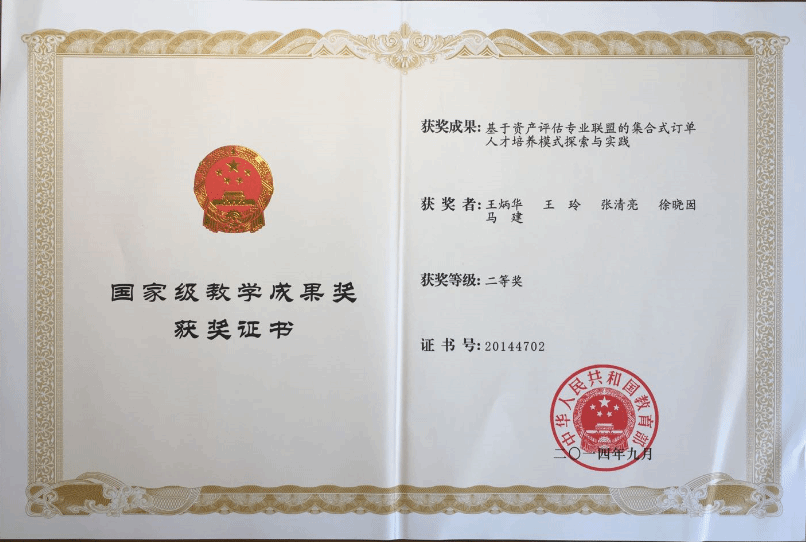 国家级教学成果奖
获奖证书
获奖成果: 基于资产评估专业联盟的集合式订单
人才培养模式探索与实践
获 奖 者: 王炳华 王 玲 张清亮 徐晓囡
马 建
获奖等级: 二等奖
证 书 号: 20144702
中华人民共和国教育部
二〇一四年九月